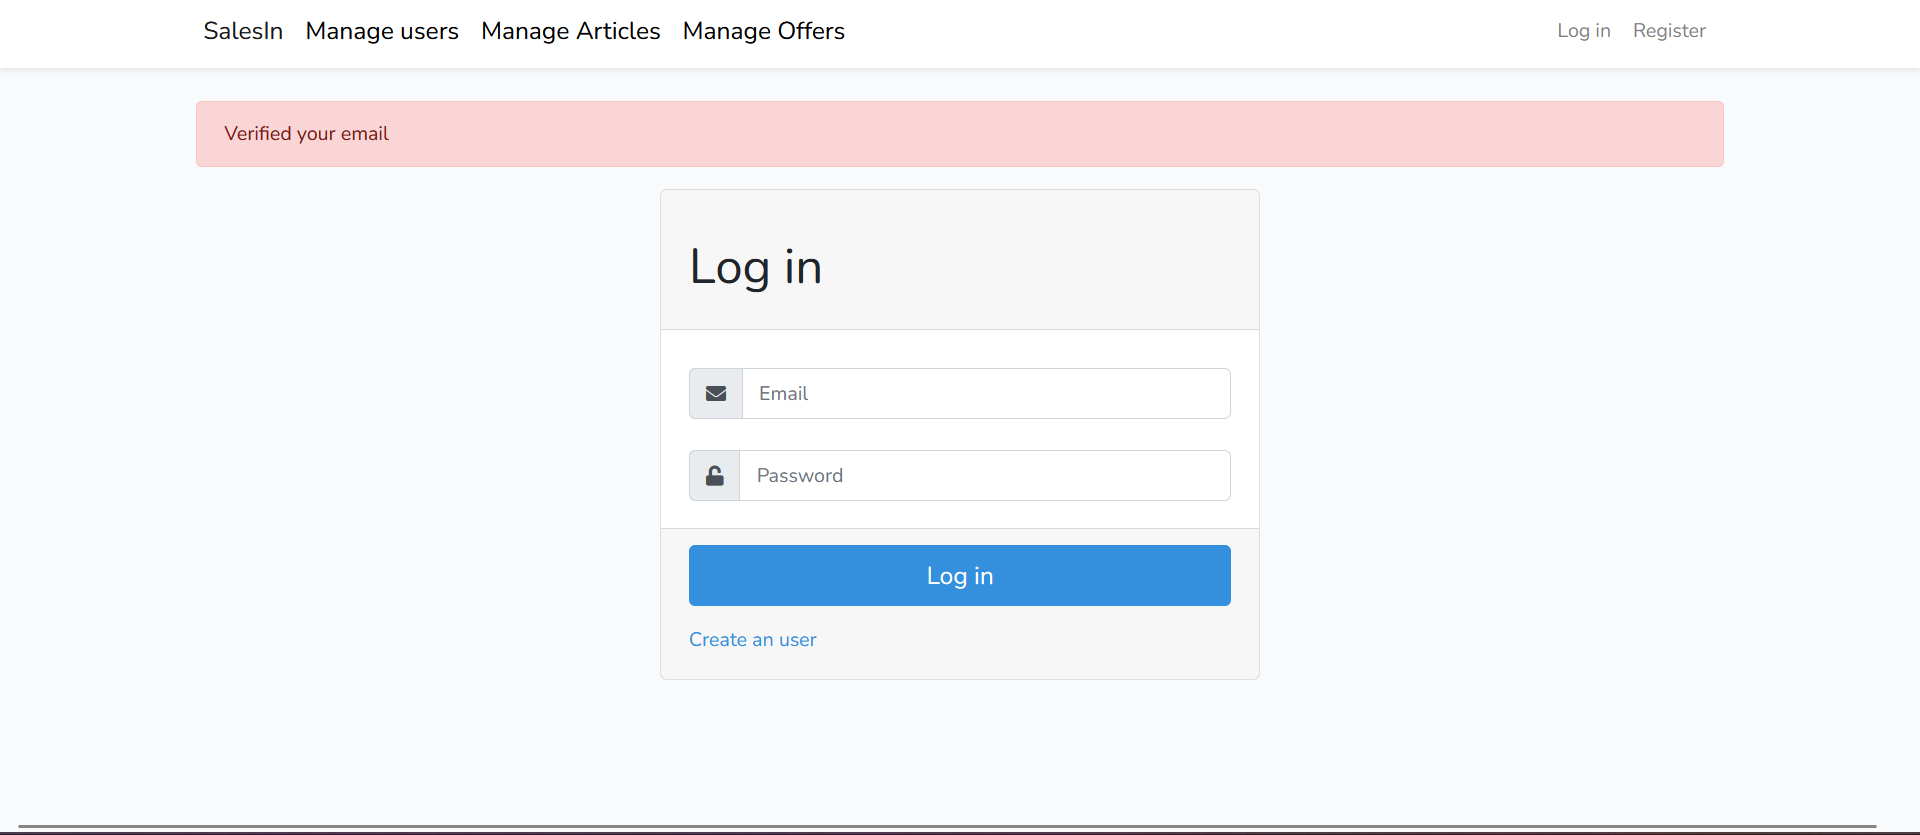 SalesIn Manage users Manage Articles Manage Offers Log in Register
Verified your email
Log in
Email
Password
Log in
Create an user